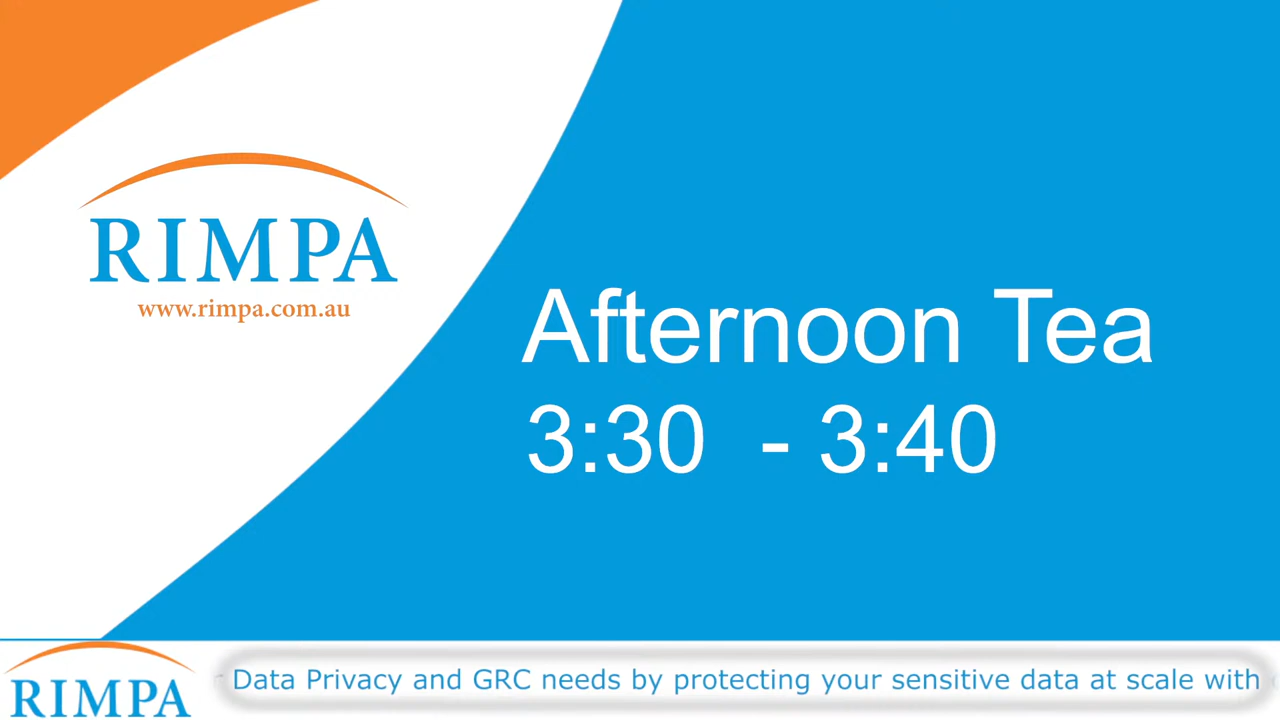 RIMPA
www.rimpa.com.au
Afternoon Tea
3:30 - 3:40
RIMPA
Data Privacy and GRC needs by protecting your sensitive data at scale with